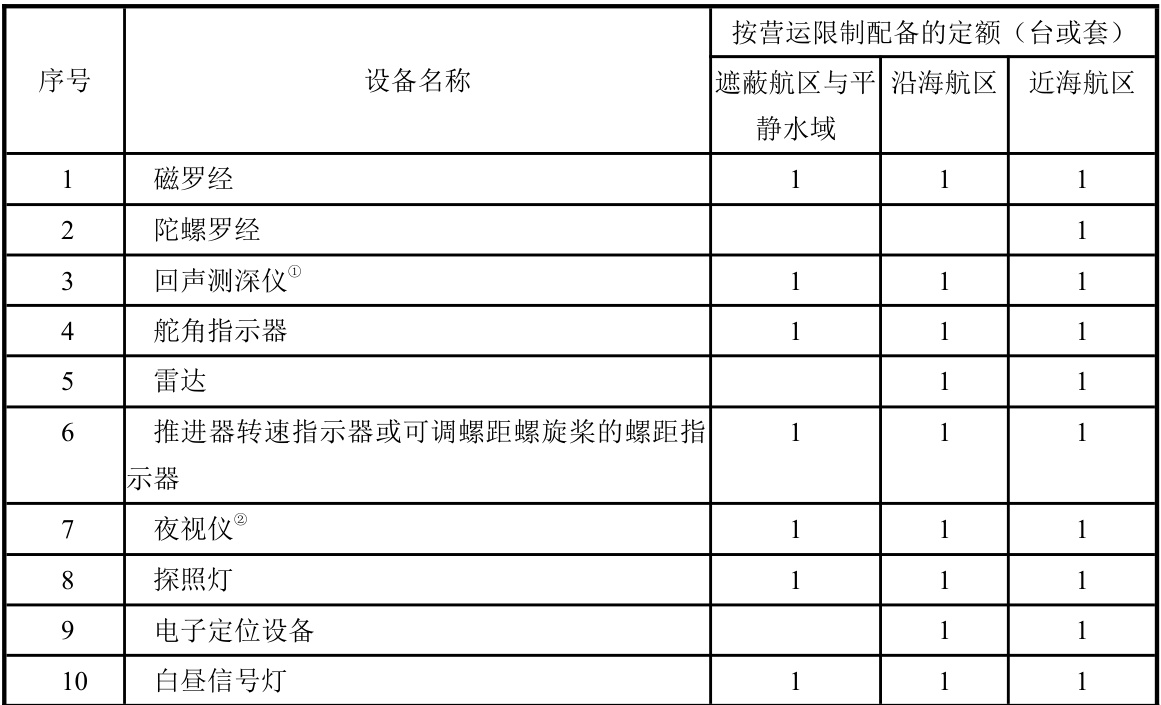 序号 设备名称 按营运限制配备的定额（台或套）
遮蔽航区与平静水域 沿海航区 近海航区
1 磁罗经 1 1 1
2 陀螺罗经 1
3 回声测深仪① 1 1 1
4 舵角指示器 1 1 1
5 雷达 1 1
6 推进器转速指示器或可调螺距螺旋桨的螺距指 1 1 1
示器
7 夜视仪② 1 1 1
8 探照灯 1 1 1
9 电子定位设备 1 1
10 白昼信号灯 1 1 1